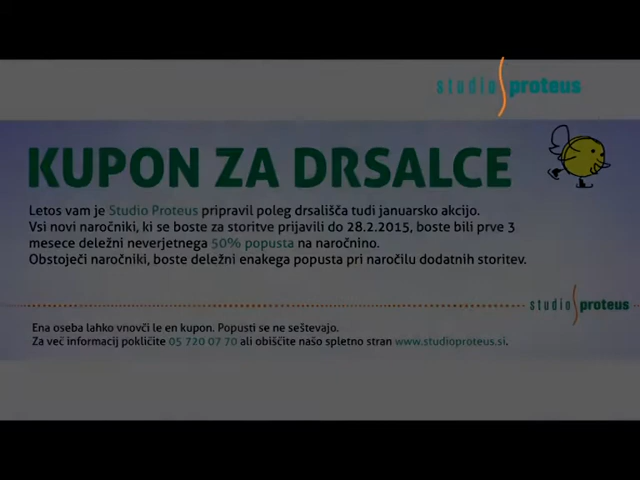 studio proteus
KUPON ZA DRSALCE
Letos vam je Studio Proteus pripravil poleg drsališča tudi januarsko akcijo.
Vsi novi naročniki, ki se boste za storitve prijavili do 28.2.2015, boste bili prve 3
mesece deležni neverjetnega 50% popusta na naročnino.
Obstoječi naročniki, boste deležni enakega popusta pri naročilu dodatnih storitev.
studio proteus
Ena oseba lahko vnovči le en kupon. Popusti se ne seštevajo.
Za več informacij pokličite 05 720 07 70 ali obiščite našo spletno stran www.studioproteus.si.